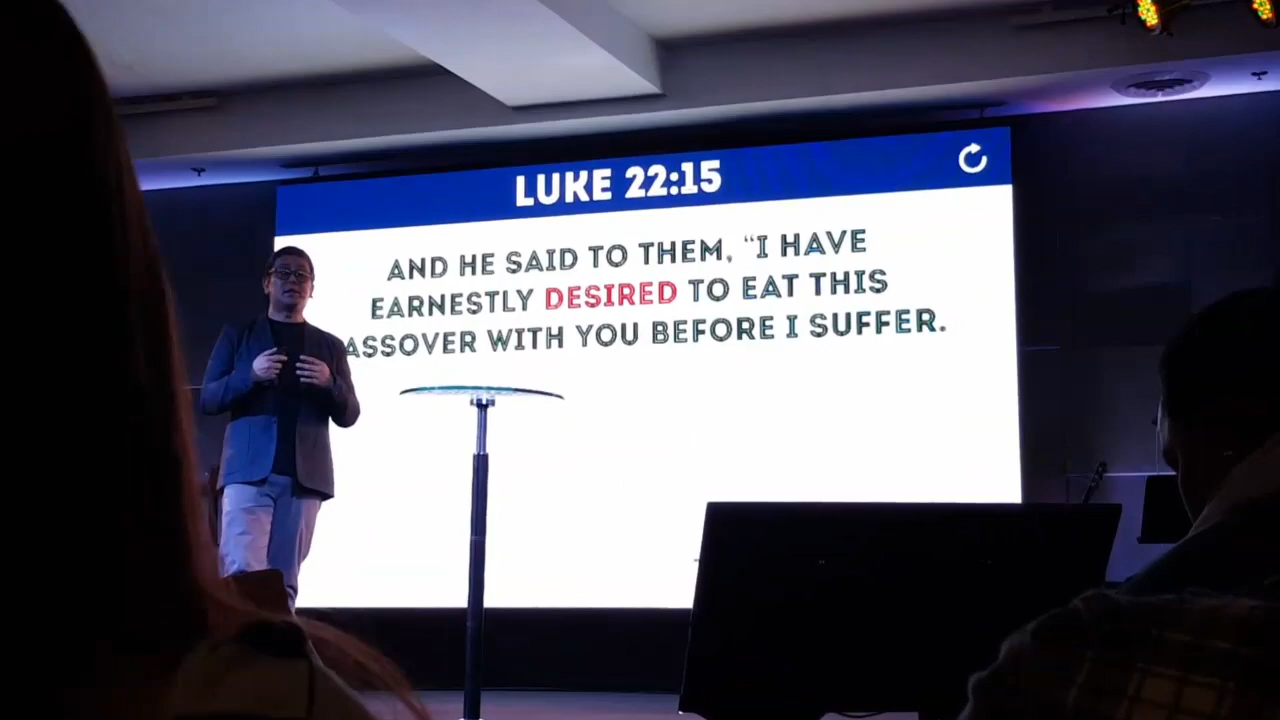 LUKE 22:15
AND HE SAID TO THEM, “I HAVE
EARNESTLY DESIRED TO EAT THIS
ASSOVER WITH YOU BEFORE I SUFFER.